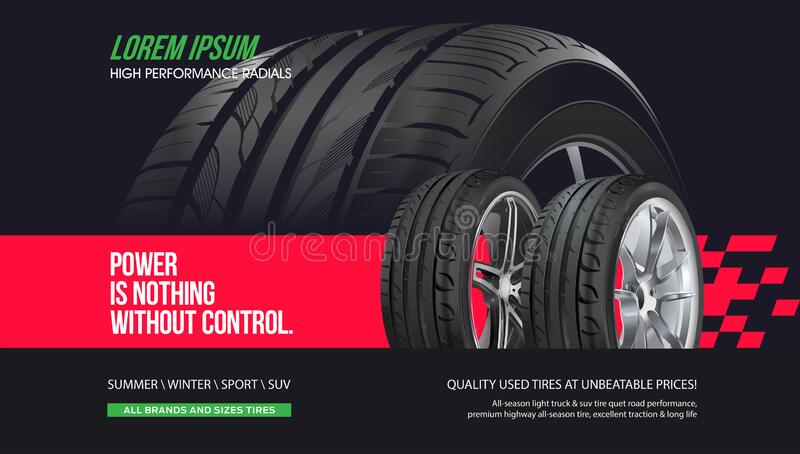 LOREM IPSUM
HIGH PERFORMANCE RADIALS
POWER
IS NOTHING
WITHOUT CONTROL.
SUMMER \ WINTER \ SPORT \ SUV
ALL BRANDS AND SIZES TIRES
QUALITY USED TIRES AT UNBEATABLE PRICES!
All-season light truck & suv tire quet road performance,
premium highway all-season tire, excellent traction & long life
dreamstime